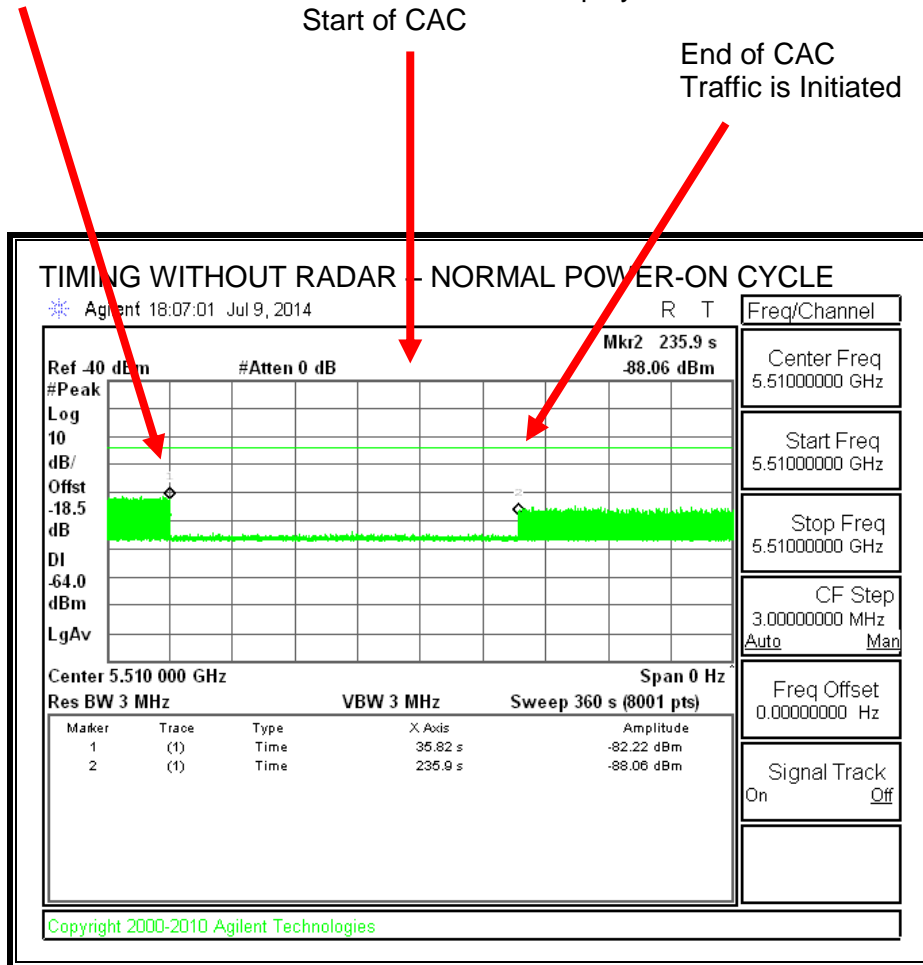 Start of CAC
End of CAC
Traffic is Initiated
TIMING WITHOUT RADAR – NORMAL POWER-ON CYCLE
Agilent 18:07:01 Jul 9, 2014
R T
Freq/Channel
Mkr2 235.9 s
Ref -40 dBm #Atten 0 dB -88.06 dBm
#Peak
Log
10
dB/
Offst
-18.5
dB
DI
-64.0
dBm
LgAv
1
2
Center 5.510 000 GHz Span 0 Hz
Res BW 3 MHz VBW 3 MHz Sweep 360 s (8001 pts)
Marker Trace Type X Axis Amplitude
1 (1) Time 35.82 s -82.22 dBm
2 (1) Time 235.9 s -88.06 dBm
Center Freq
5.51000000 GHz
Start Freq
5.51000000 GHz
Stop Freq
5.51000000 GHz
CF Step
3.00000000 MHz
Auto Man
Freq Offset
0.00000000 Hz
Signal Track
On Off
Copyright 2000-2010 Agilent Technologies